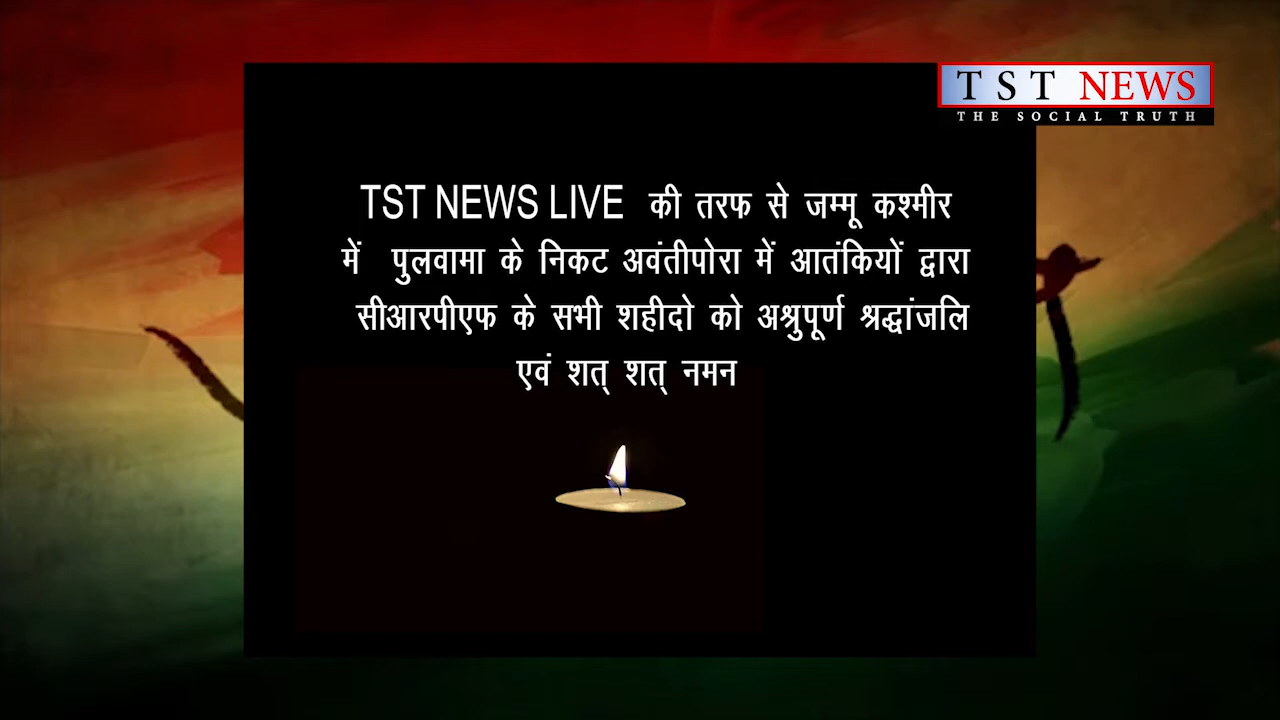 TST NEWS
THE SOCIAL TRUTH
TST NEWS LIVE की तरफ से जम्मू कश्मीर
में पुलवामा के निकट अवंतीपोरा में आतंकियों द्वारा
सीआरपीएफ के सभी शहीदो को अश्रुपूर्ण श्रद्धांजलि
एवं शत् शत् नमन